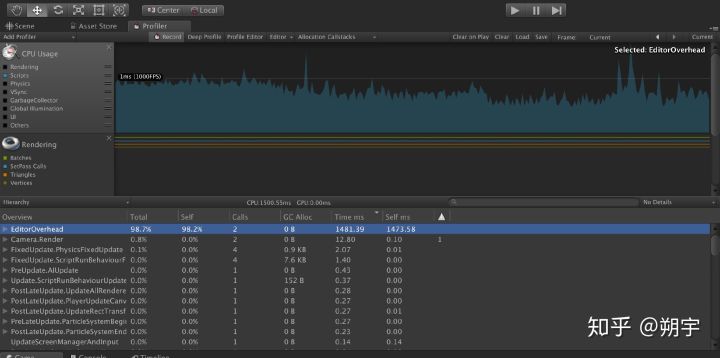 Center Local
Scene Asset Store Profiler
Add Profiler Record Deep Profile Profile Editor Editor Allocation Callstacks Clear on Play Clear Load Save Frame: Current Current
CPU Usage
Selected: EditorOverhead
Rendering
Scripts
1ms (1000FPS)
Physics
VSync
GarbageCollector
Global Illumination
UI
Others
Rendering
Batches
SetPass Calls
Triangles
Vertices
Hierarchy CPU:1500.55ms GPU:0.00ms No Details
Overview Total Self Calls GC Alloc Time ms Self ms
EditorOverhead 98.7% 98.2% 2 0 B 1481.39 1473.58
Camera.Render 0.8% 0.0% 2 0 B 12.80 0.10 1
FixedUpdate.PhysicsFixedUpdate 0.1% 0.0% 4 0.9 KB 2.07 0.01
FixedUpdate.ScriptRunBehaviourF 0.0% 0.0% 4 7.6 KB 1.40 0.00
PreUpdate.AIUpdate 0.0% 0.0% 1 0 B 0.43 0.00
Update.ScriptRunBehaviourUpdate 0.0% 0.0% 1 152 B 0.37 0.00
PostLateUpdate.UpdateAllRendere 0.0% 0.0% 1 0 B 0.28 0.00
PostLateUpdate.PlayerUpdateCanv 0.0% 0.0% 1 0 B 0.27 0.00
PostLateUpdate.UpdateRectTransf 0.0% 0.0% 1 0 B 0.27 0.01
PreLateUpdate.ParticleSystemBegi 0.0% 0.0% 1 0 B 0.27 0.00
PostLateUpdate.ParticleSystemEnd 0.0% 0.0% 1 0 B 0.23 0.00
UpdateScreenManagerAndInput 0.0% 0.0% 1 0 B 0.14 0.14
知乎 @朔宇
Game Console Timeline